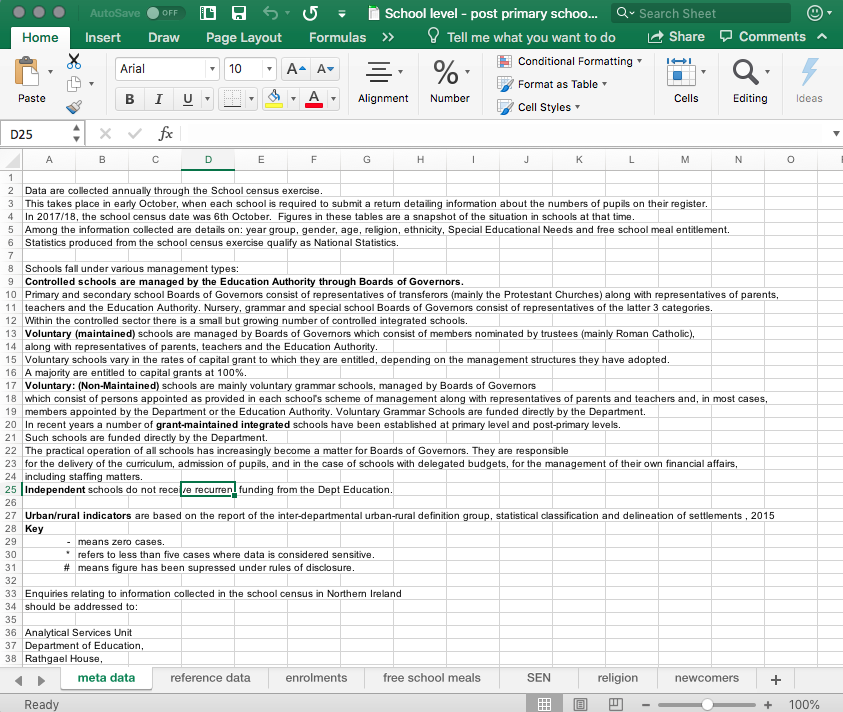 AutoSave OFF School level - post primary schoo... Search Sheet
Home Insert Draw Page Layout Formulas >> Tell me what you want to do Share Comments
Paste Arial 10 A A Alignment % Number Conditional Formatting Cells Editing Ideas
B I U A Format as Table
Cell Styles
D25 fx
A B C D E F G H I J K L M N O
1
2 Data are collected annually through the School census exercise.
3 This takes place in early October, when each school is required to submit a return detailing information about the numbers of pupils on their register.
4 In 2017/18, the school census date was 6th October. Figures in these tables are a snapshot of the situation in schools at that time.
5 Among the information collected are details on: year group, gender, age, religion, ethnicity, Special Educational Needs and free school meal entitlement.
6 Statistics produced from the school census exercise qualify as National Statistics.
7
8 Schools fall under various management types:
9 Controlled schools are managed by the Education Authority through Boards of Governors.
10 Primary and secondary school Boards of Governors consist of representatives of transferors (mainly the Protestant Churches) along with representatives of parents,
11 teachers and the Education Authority. Nursery, grammar and special school Boards of Governors consist of representatives of the latter 3 categories.
12 Within the controlled sector there is a small but growing number of controlled integrated schools.
13 Voluntary (maintained) schools are managed by Boards of Governors which consist of members nominated by trustees (mainly Roman Catholic),
14 along with representatives of parents, teachers and the Education Authority.
15 Voluntary schools vary in the rates of capital grant to which they are entitled, depending on the management structures they have adopted.
16 A majority are entitled to capital grants at 100%.
17 Voluntary: (Non-Maintained) schools are mainly voluntary grammar schools, managed by Boards of Governors
18 which consist of persons appointed as provided in each school's scheme of management along with representatives of parents and teachers and, in most cases,
19 members appointed by the Department or the Education Authority. Voluntary Grammar Schools are funded directly by the Department.
20 In recent years a number of grant-maintained integrated schools have been established at primary level and post-primary levels.
21 Such schools are funded directly by the Department.
22 The practical operation of all schools has increasingly become a matter for Boards of Governors. They are responsible
23 for the delivery of the curriculum, admission of pupils, and in the case of schools with delegated budgets, for the management of their own financial affairs,
24 including staffing matters.
25 Independent schools do not receive recurrent funding from the Dept Education.
26
27 Urban/rural indicators are based on the report of the inter-departmental urban-rural definition group, statistical classification and delineation of settlements , 2015
28 Key
29 - means zero cases.
30 * refers to less than five cases where data is considered sensitive.
31 # means figure has been supressed under rules of disclosure.
32
33 Enquiries relating to information collected in the school census in Northern Ireland
34 should be addressed to:
35
36 Analytical Services Unit
37 Department of Education,
38 Rathgael House,
meta data reference data enrolments free school meals SEN religion newcomers +
Ready - + 100%